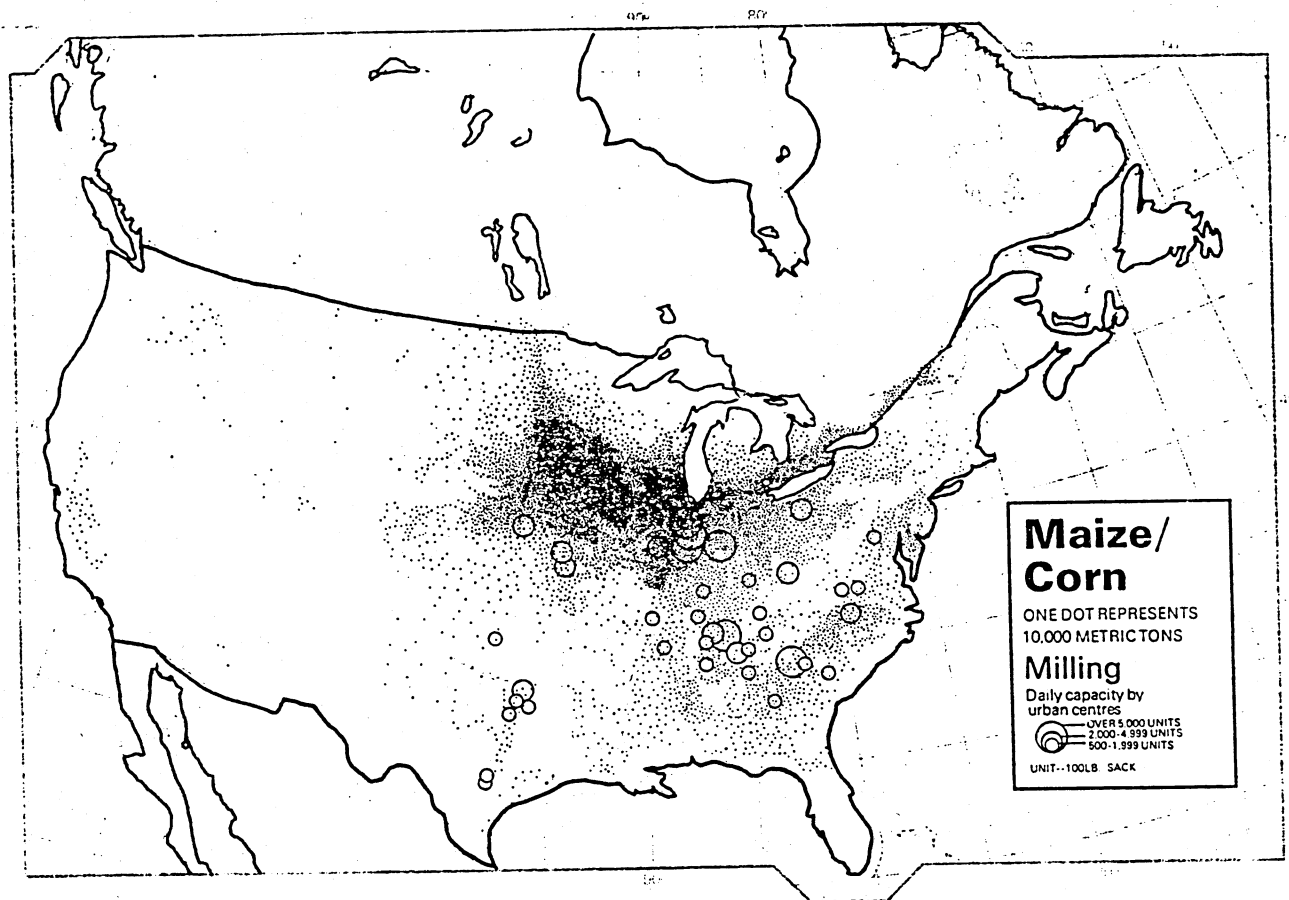 80°
Maize/
Corn
ONE DOT REPRESENTS
10,000 METRIC TONS
Milling
Daily capacity by
urban centres
OVER 5.000 UNITS
2.000-4.999 UNITS
500-1,999 UNITS
UNIT--100LB. SACK